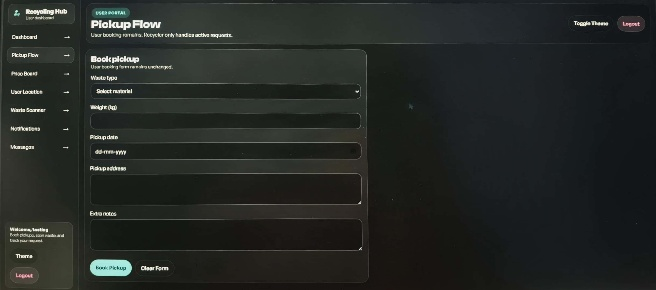 Recycling Hub
User dashboard
Dashboard →
Pickup Flow →
Price Board →
User Location →
Waste Scanner →
Notifications →
Messages →
Welcome, testing
Book pickups, scan waste, and track your request.
Theme
Logout
USER PORTAL
Pickup Flow
User booking remains. Recycler only handles active requests.
Toggle Theme
Logout
Book pickup
User booking form remains unchanged.
Waste type
Select material
Weight (kg)
Pickup date
dd-mm-yyyy
Pickup address
Extra notes
Book Pickup
Clear Form